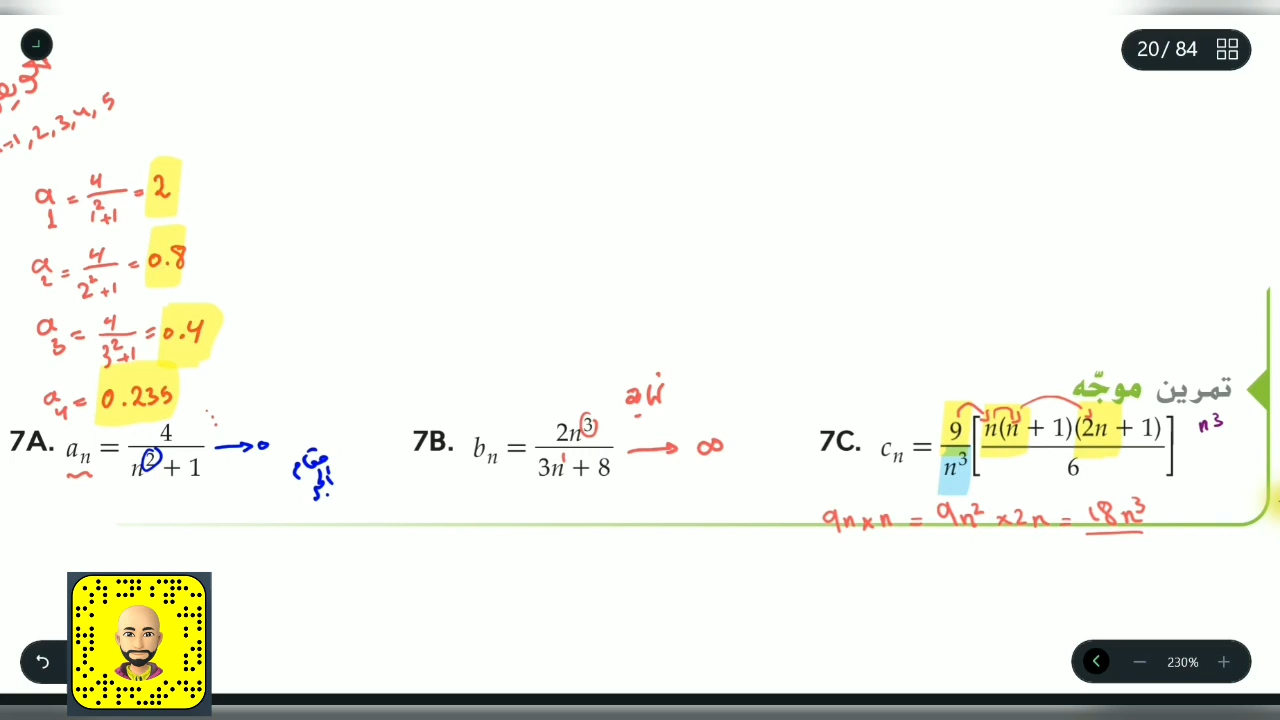 20/ 84
1, 2, 3, 4, 5
a1 = 4/1²+1 = 2
a2 = 4/2²+1 = 0.8
a3 = 4/3²+1 = 0.4
a4 = 0.235
تمرين موجّه
7A. aₙ = 4/n² + 1 → 0
7B. bₙ = 2n³/3n¹ + 8 → ∞
7C. cₙ = 9/n³ [n(n + 1)(2n + 1)/6] n3
9n×n = 9n² ×2n = 18n³
230%